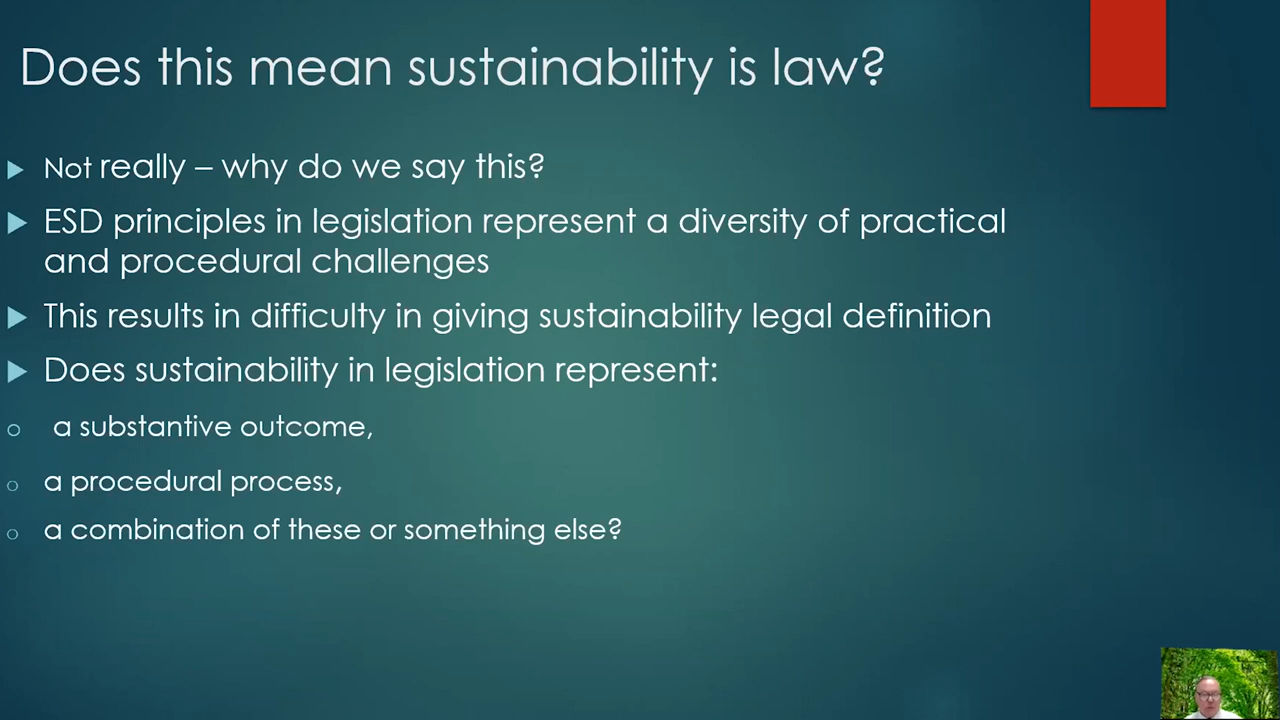 Does this mean sustainability is law?
Not really – why do we say this?
ESD principles in legislation represent a diversity of practical
and procedural challenges
This results in difficulty in giving sustainability legal definition
Does sustainability in legislation represent:
a substantive outcome,
a procedural process,
a combination of these or something else?